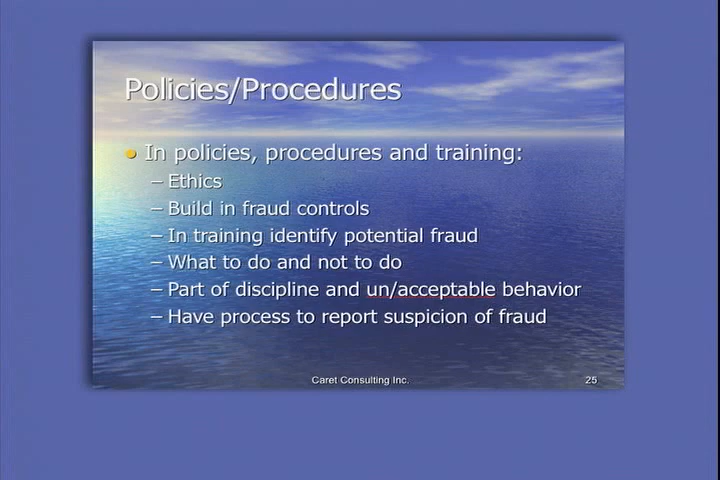 Policies/Procedures
• In policies, procedures and training:
– Ethics
– Build in fraud controls
– In training identify potential fraud
– What to do and not to do
– Part of discipline and un/acceptable behavior
– Have process to report suspicion of fraud
Caret Consulting Inc.
25